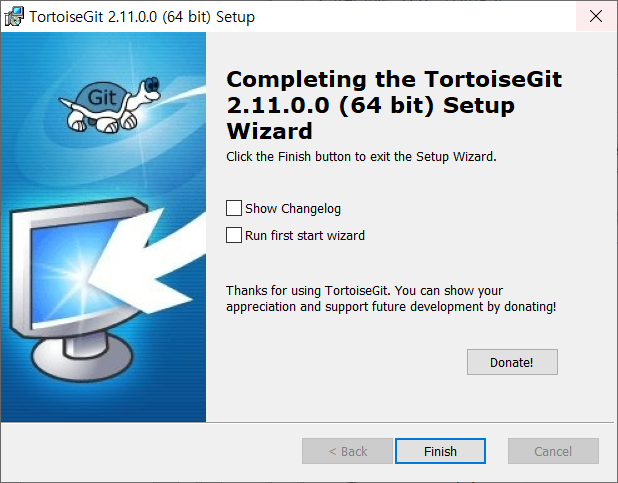 TortoiseGit 2.11.0.0 (64 bit) Setup
Git
Completing the TortoiseGit
2.11.0.0 (64 bit) Setup
Wizard
Click the Finish button to exit the Setup Wizard.
Show Changelog
Run first start wizard
Thanks for using TortoiseGit. You can show your
appreciation and support future development by donating!
Donate!
< Back
Finish
Cancel